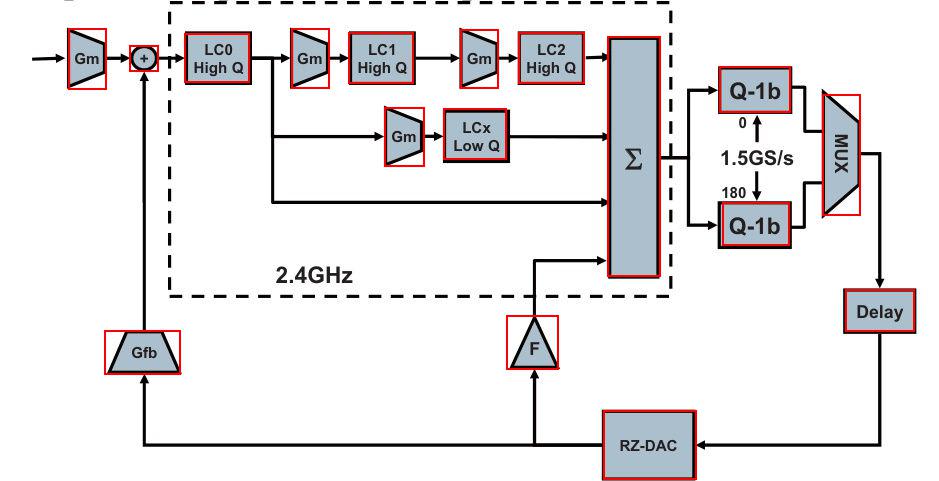 Gm
+
LC0
High Q
Gm
LC1
High Q
Gm
LC2
High Q
Gm
LCx
Low Q
Σ
2.4GHz
Q-1b
0
1.5GS/s
180
Q-1b
MUX
Delay
Gfb
F
RZ-DAC